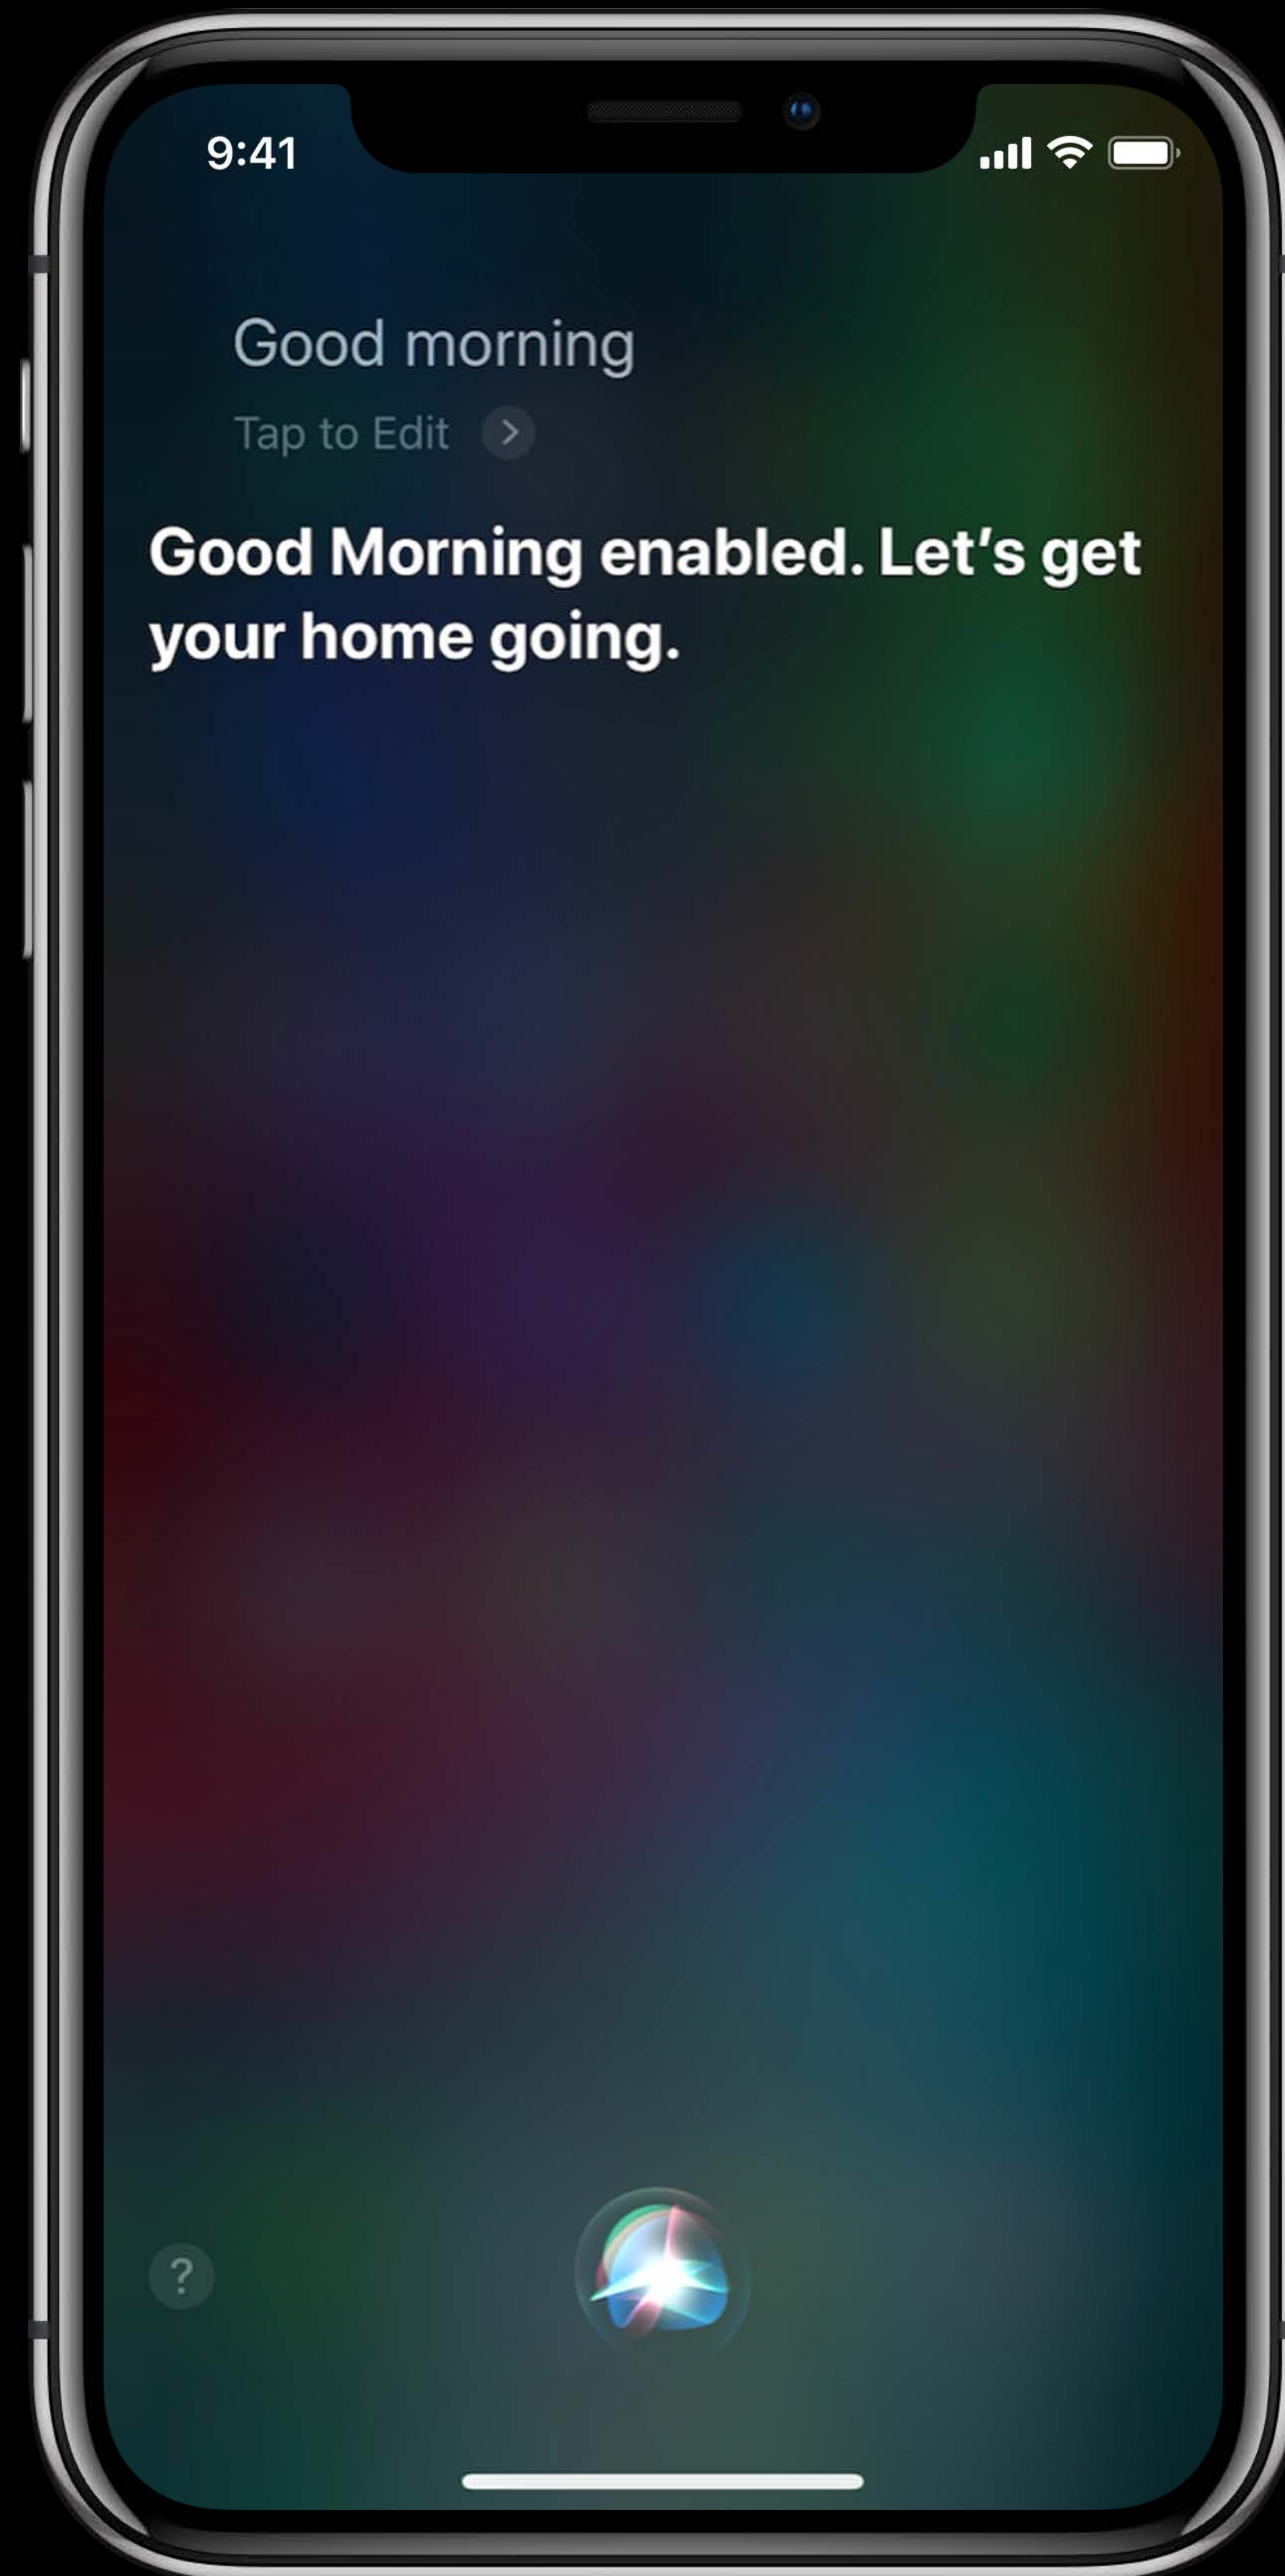 9:41
Good morning
Tap to Edit
Good Morning enabled. Let’s get
your home going.
?